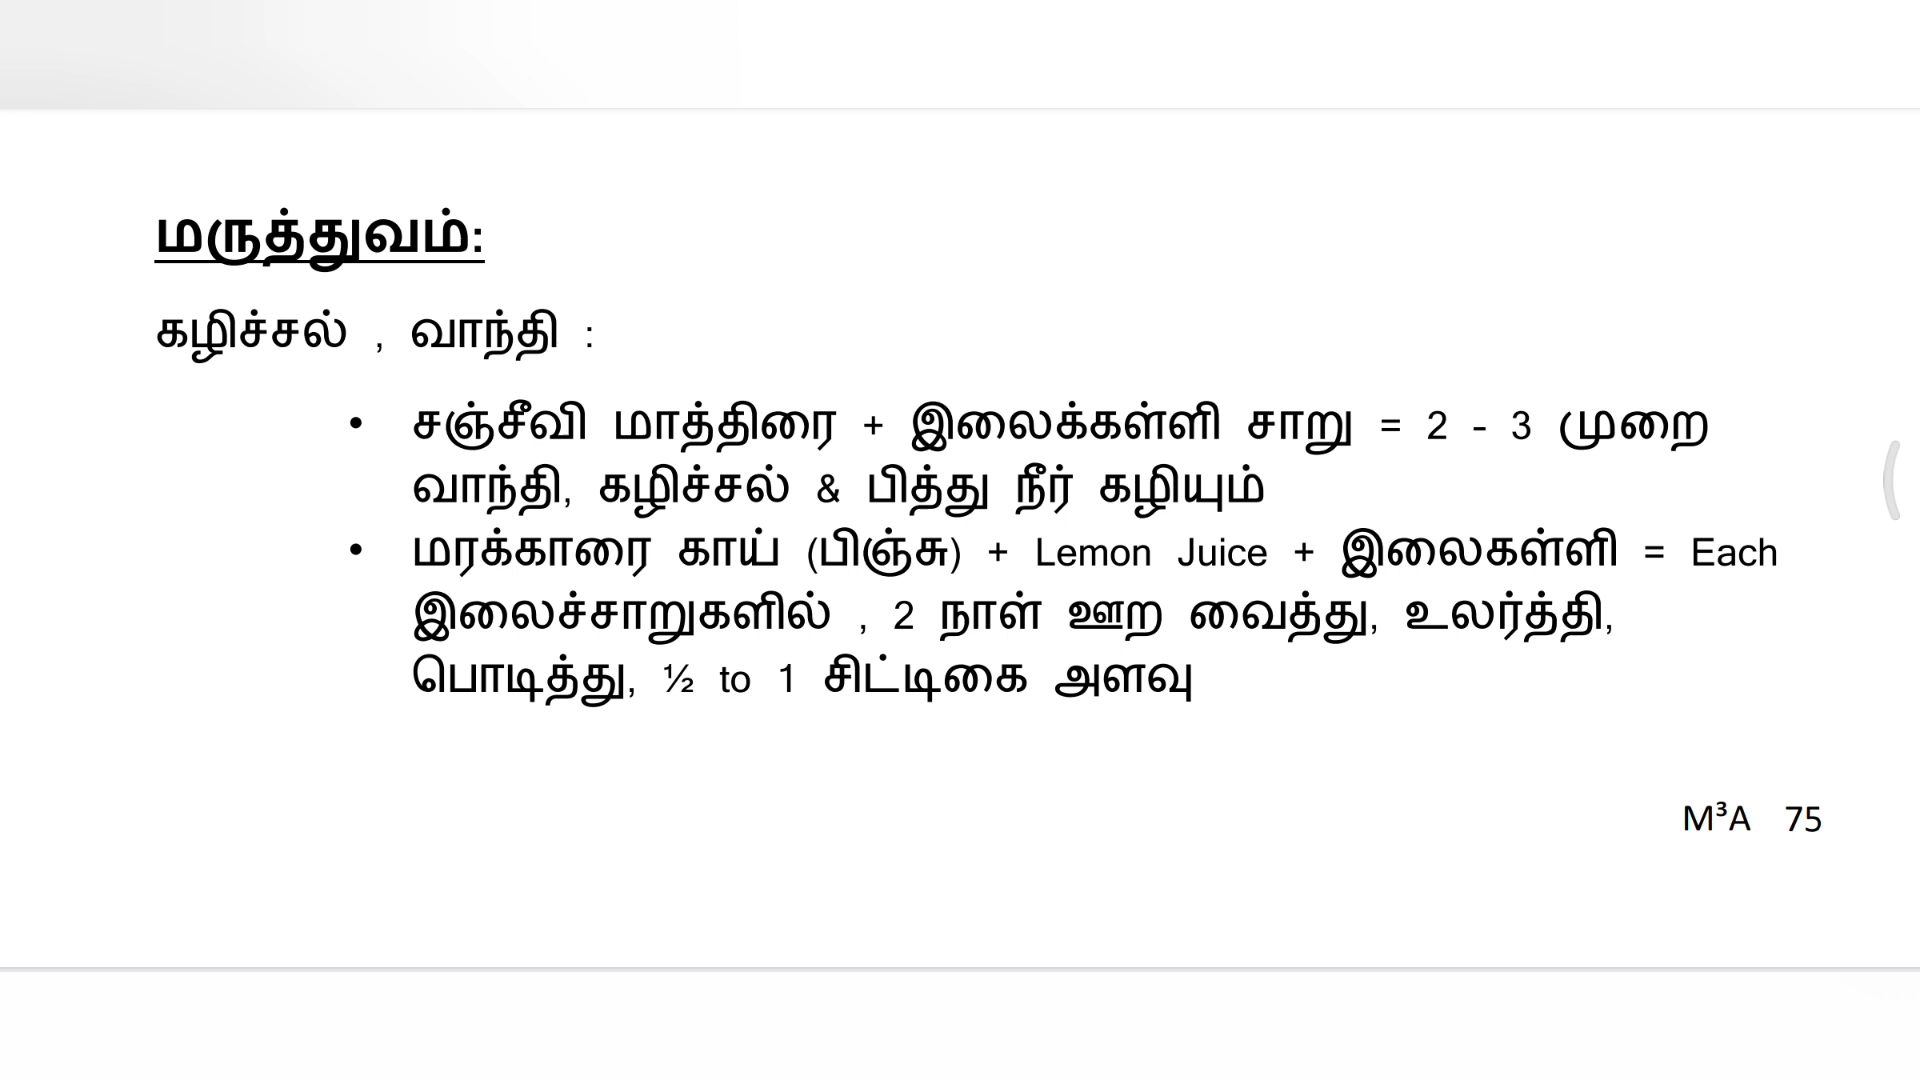 மருத்துவம்:
கழிச்சல் , வாந்தி :
• சஞ்சீவி மாத்திரை + இலைக்கள்ளி சாறு = 2 - 3 முறை
வாந்தி, கழிச்சல் & பித்து நீர் கழியும்
• மரக்காரை காய் (பிஞ்சு) + Lemon Juice + இலைகள்ளி = Each
இலைச்சாறுகளில் , 2 நாள் ஊற வைத்து, உலர்த்தி,
பொடித்து, ½ to 1 சிட்டிகை அளவு
M³A 75